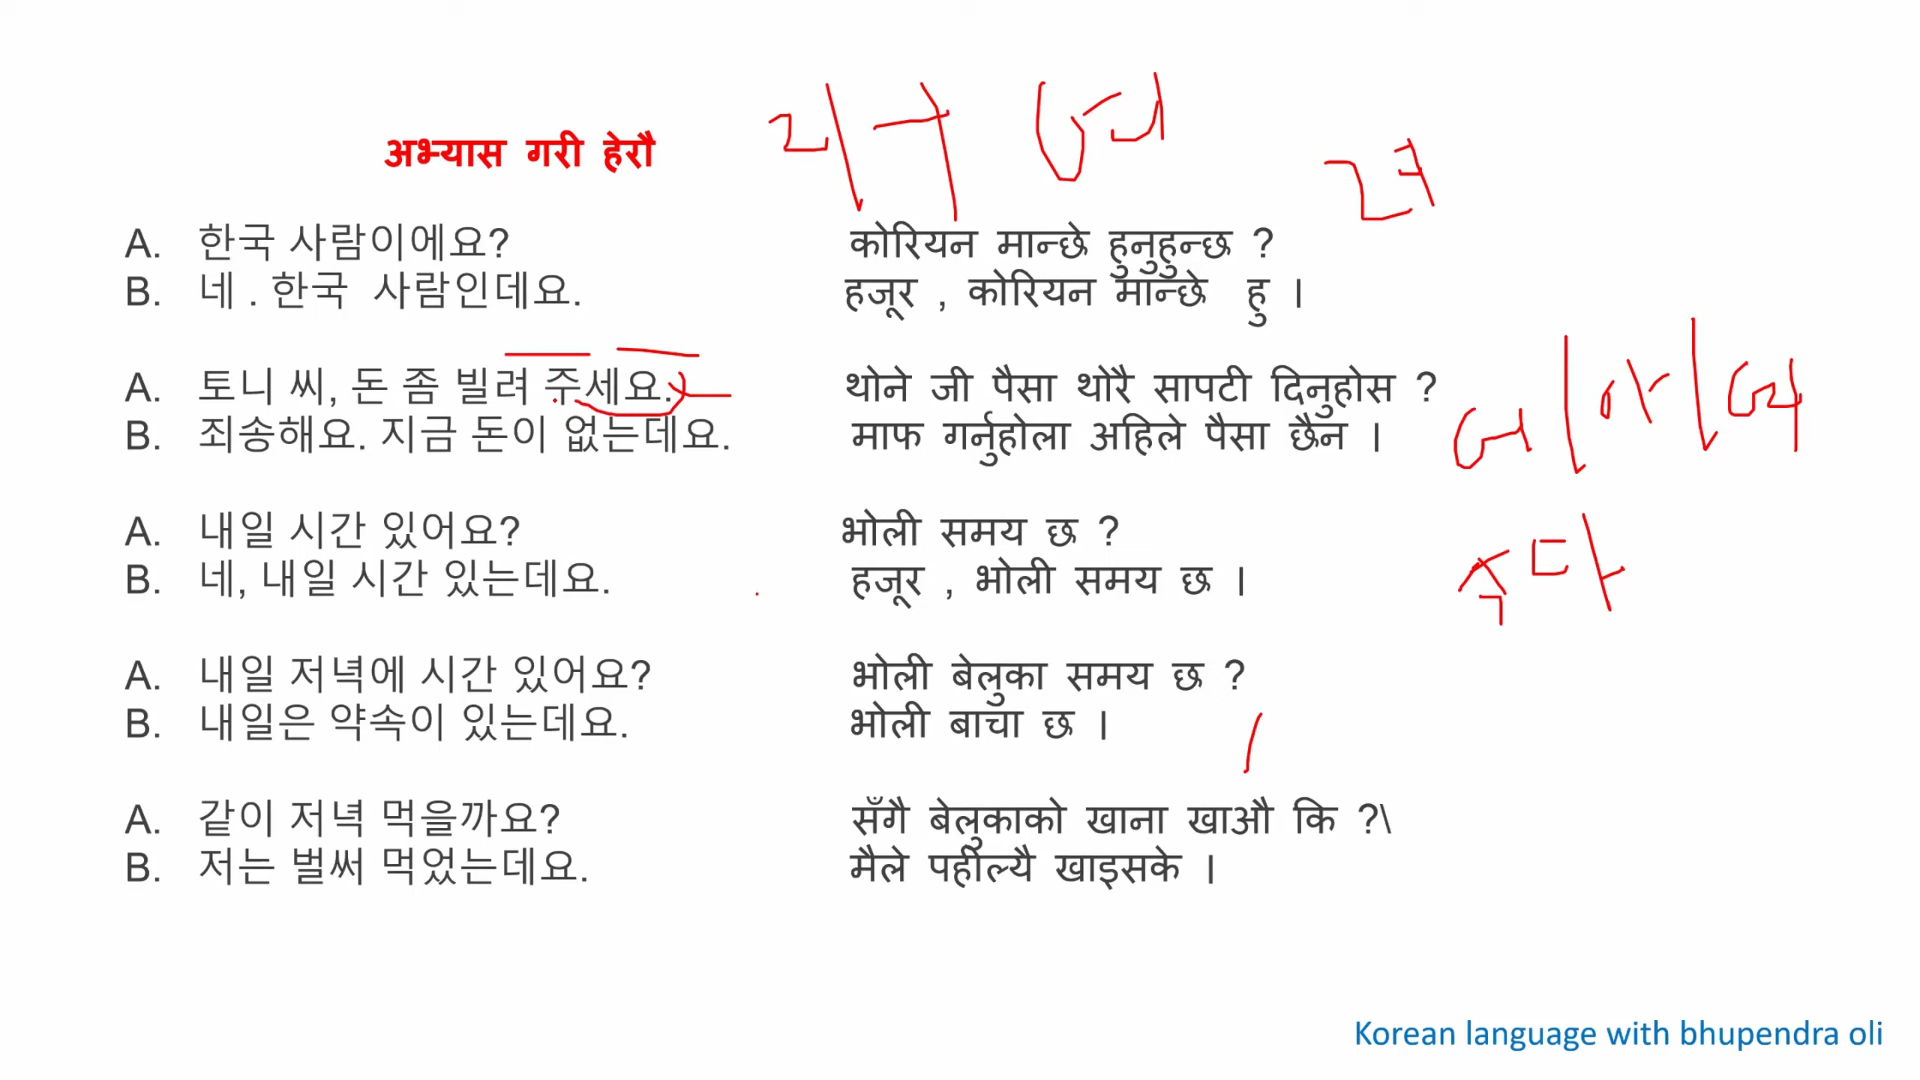 अभ्यास गरी हेरौ
A. 한국 사람이에요? कोरियन मान्छे हुनुहुन्छ ?
B. 네 . 한국 사람인데요. हजूर , कोरियन मान्छे हु ।
A. 토니 씨, 돈 좀 빌려 주세요. थोने जी पैसा थोरै सापटी दिनुहोस ?
B. 죄송해요. 지금 돈이 없는데요. माफ गर्नुहोला अहिले पैसा छैन ।
A. 내일 시간 있어요? भोली समय छ ?
B. 네, 내일 시간 있는데요. हजूर , भोली समय छ ।
A. 내일 저녁에 시간 있어요? भोली बेलुका समय छ ?
B. 내일은 약속이 있는데요. भोली बाचा छ ।
A. 같이 저녁 먹을까요? सँगै बेलुकाको खाना खाऔ कि ?\
B. 저는 벌써 먹었는데요. मैले पहील्यै खाइसके ।
주다
Korean language with bhupendra oli